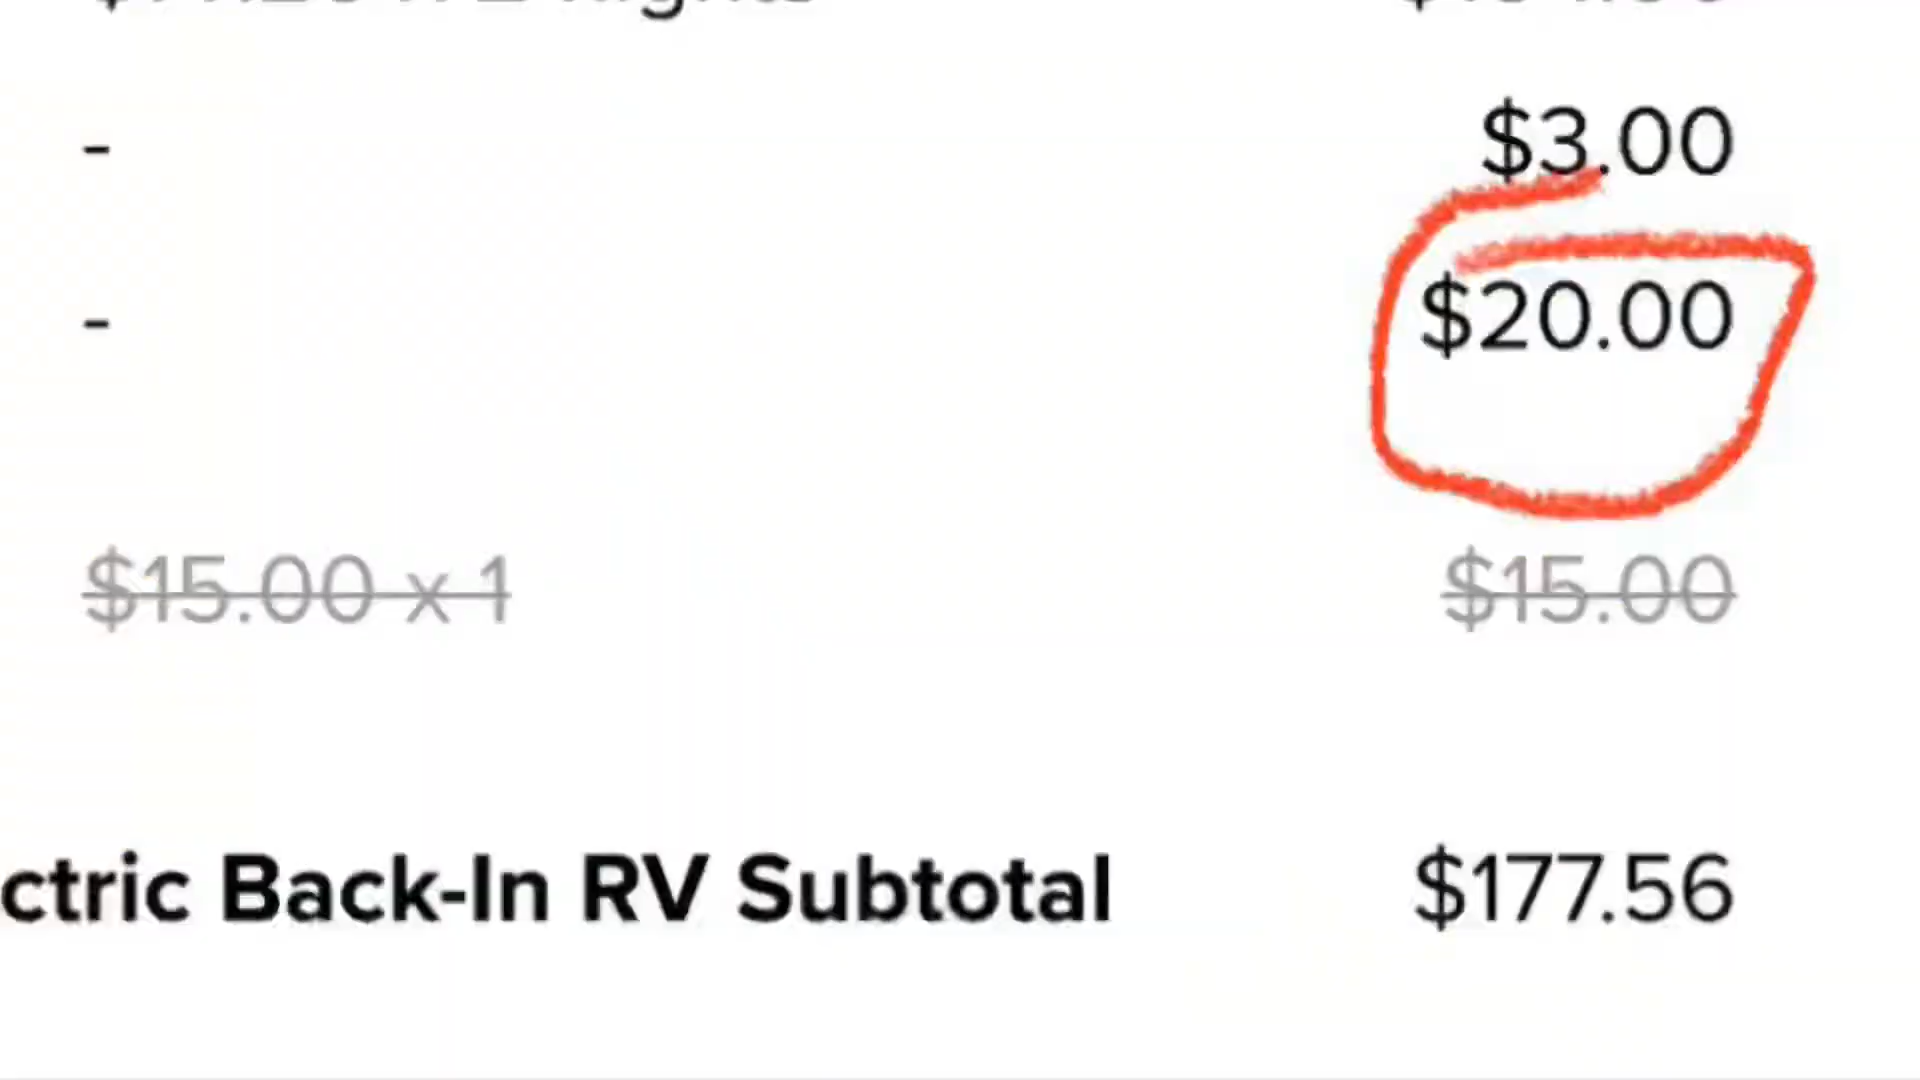 - $3.00
- $20.00
$15.00 x 1 $15.00
ctric Back-In RV Subtotal $177.56